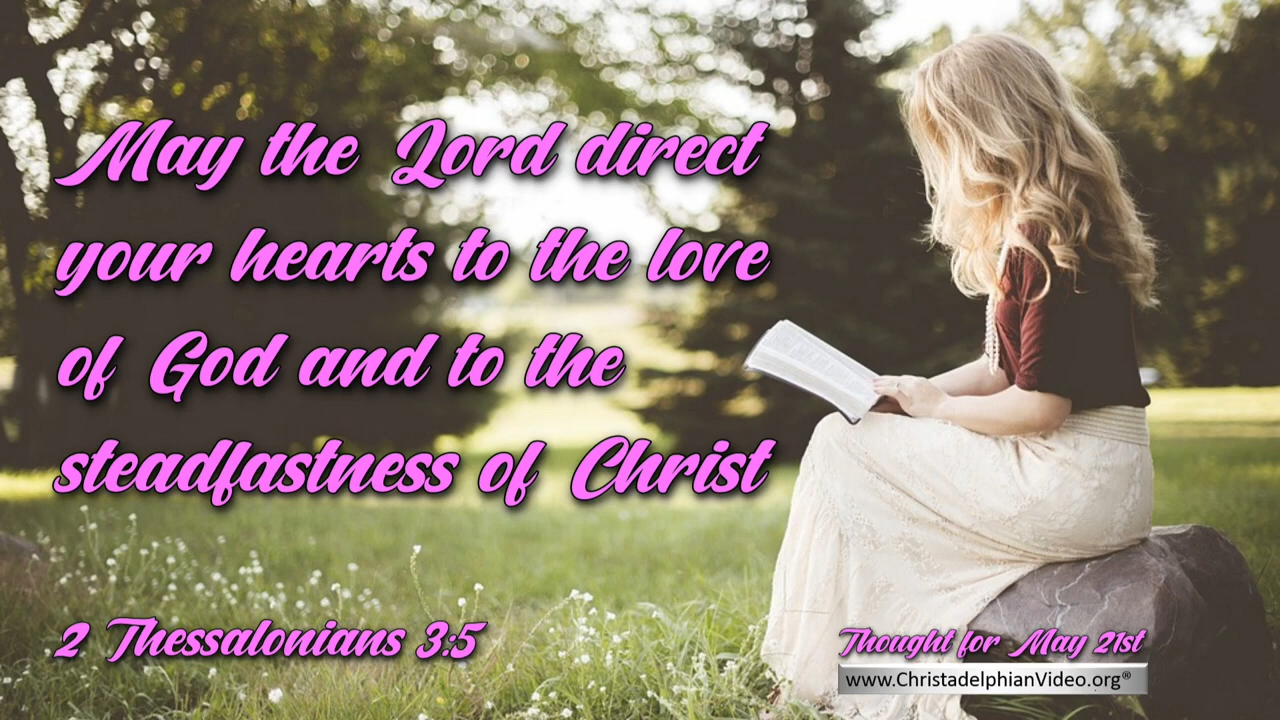 May the Lord direct
your hearts to the love
of God and to the
steadfastness of Christ
2 Thessalonians 3:5
Thought for May 21st
www.ChristadelphianVideo.org®